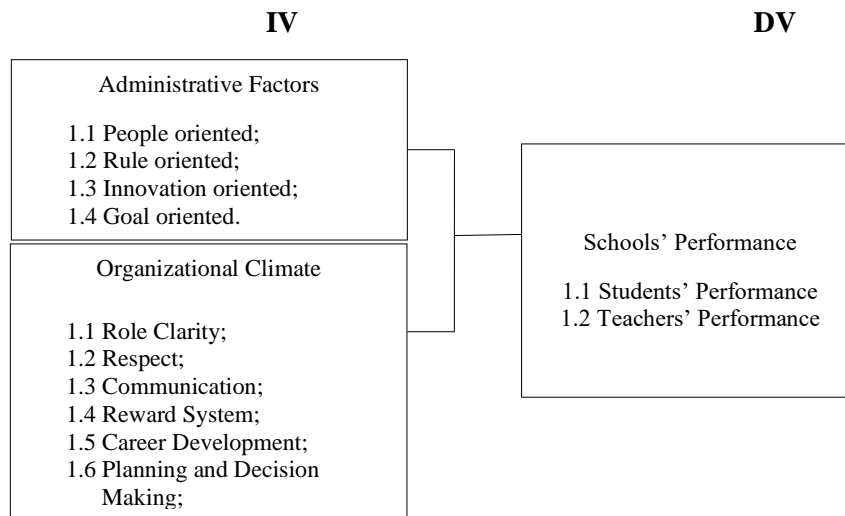 IV
DV
Administrative Factors
1.1 People oriented;
1.2 Rule oriented;
1.3 Innovation oriented;
1.4 Goal oriented.
Organizational Climate
1.1 Role Clarity;
1.2 Respect;
1.3 Communication;
1.4 Reward System;
1.5 Career Development;
1.6 Planning and Decision
Making;
Schools’ Performance
1.1 Students’ Performance
1.2 Teachers’ Performance